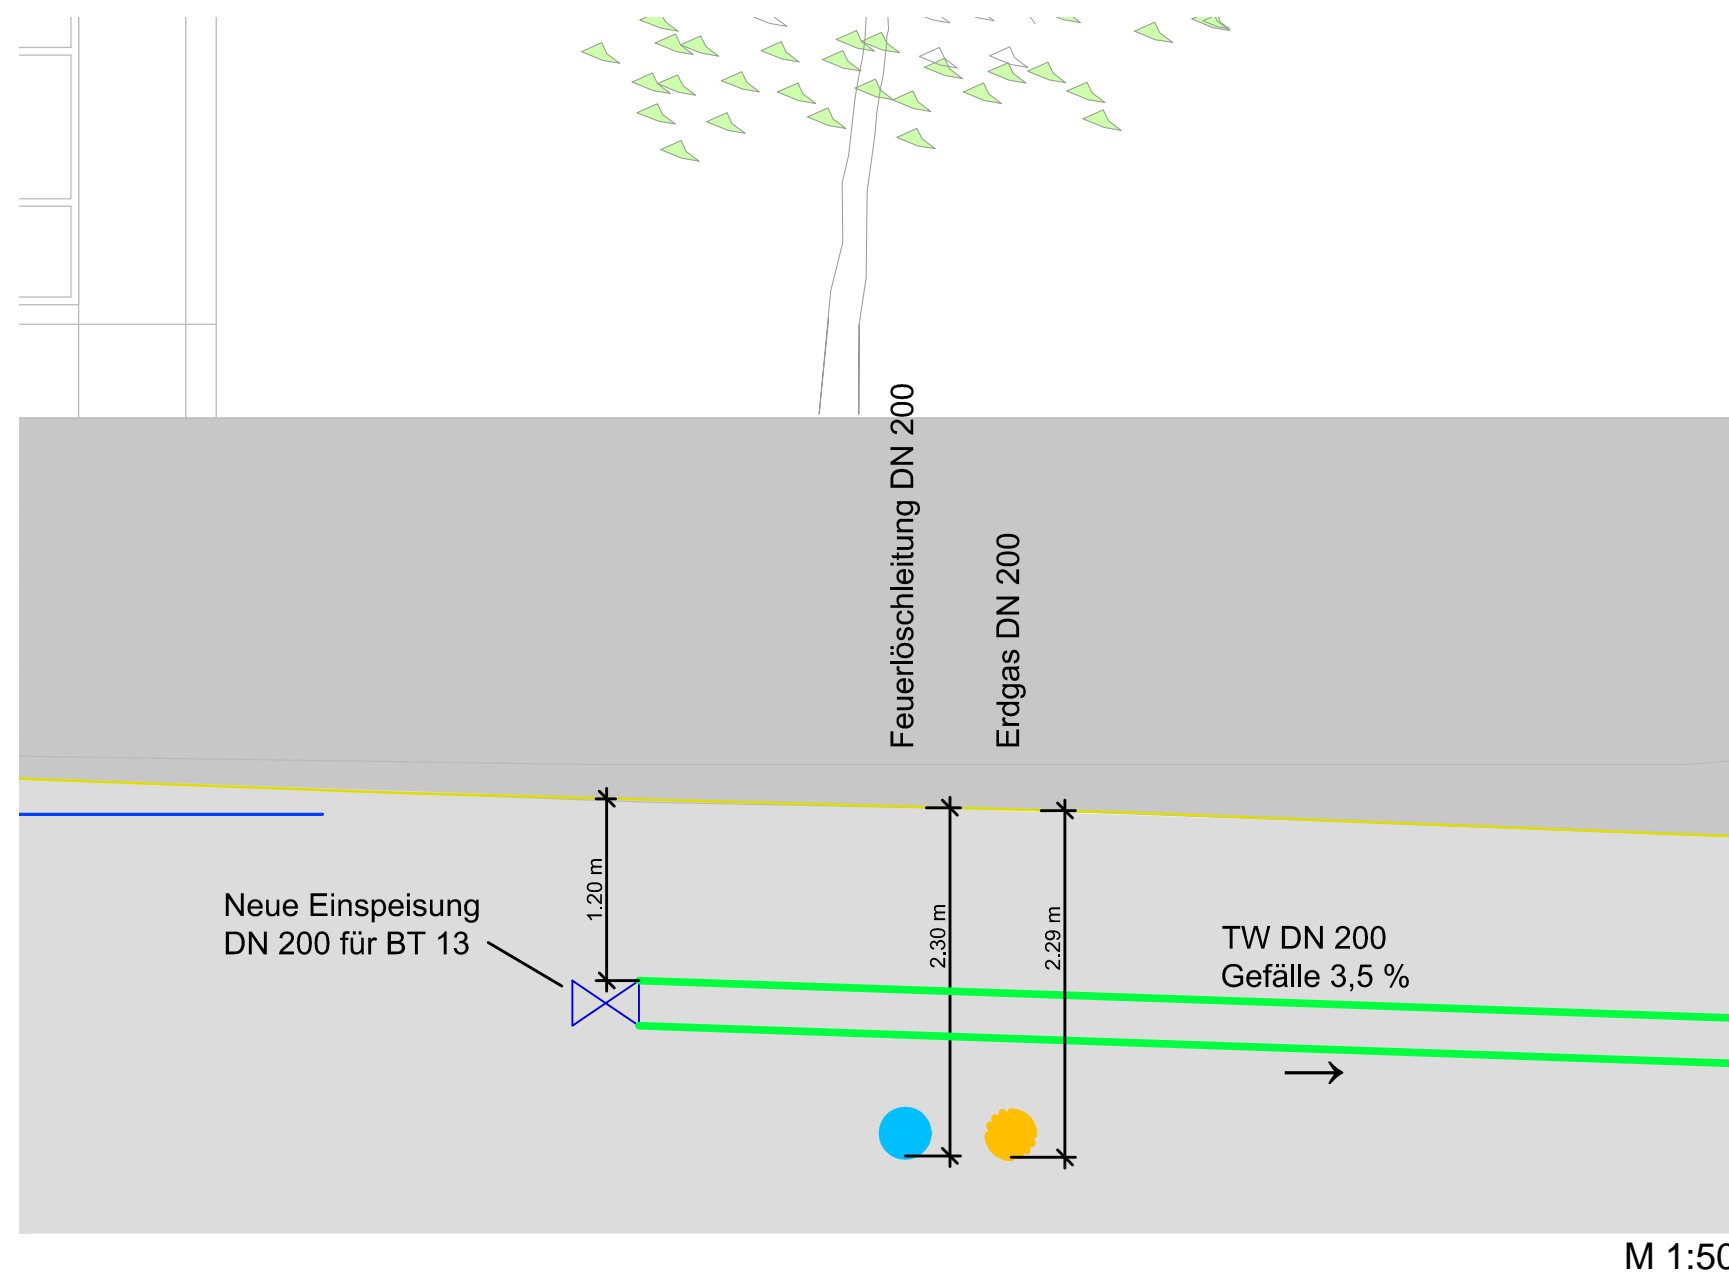 Feuerlöschleitung DN 200
Erdgas DN 200
1.20 m
Neue Einspeisung
DN 200 für BT 13
2.30 m
2.29 m
TW DN 200
Gefälle 3,5 %
M 1:50